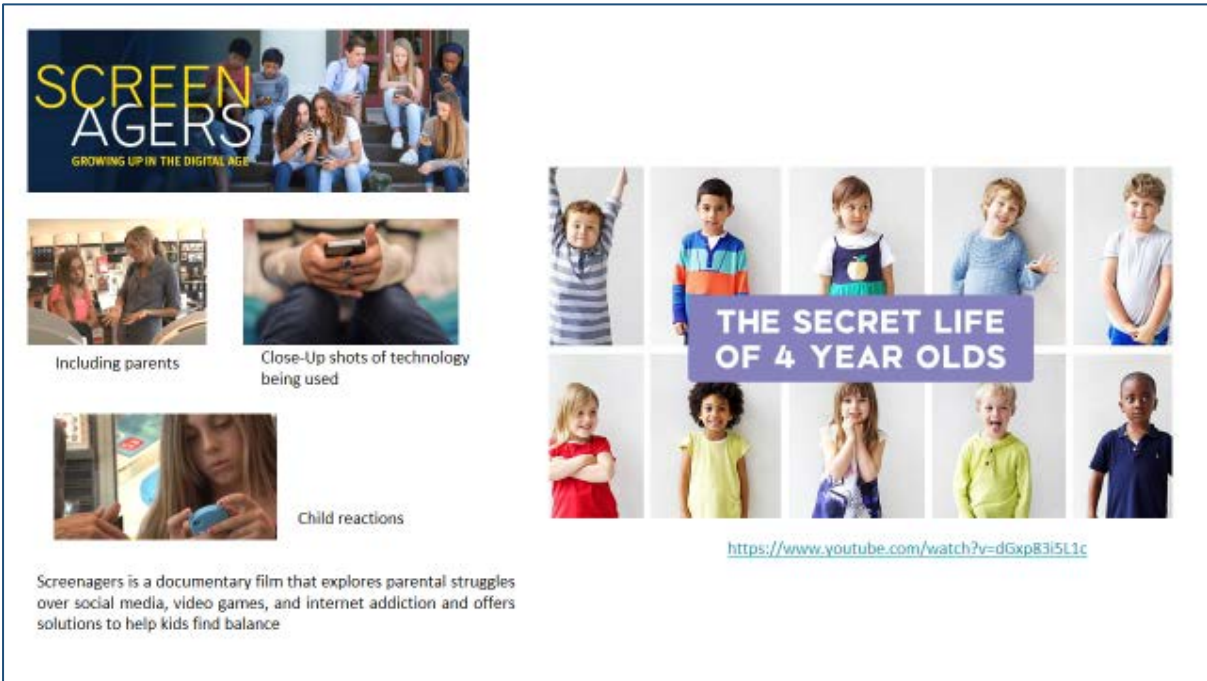 SCREEN
AGERS
GROWING UP IN THE DIGITAL AGE
Including parents
Close-Up shots of technology
being used
Child reactions
Screenagers is a documentary film that explores parental struggles
over social media, video games, and internet addiction and offers
solutions to help kids find balance
THE SECRET LIFE
OF 4 YEAR OLDS
https://www.youtube.com/watch?v=dGxp83i5L1c